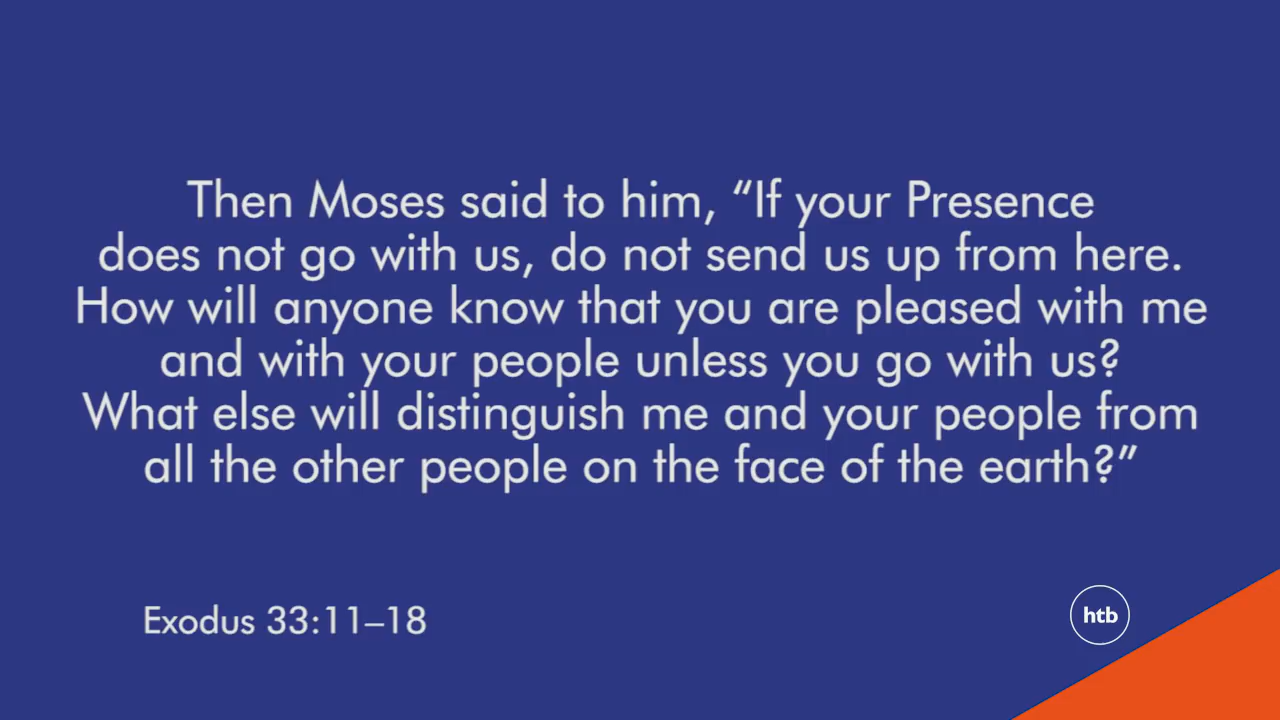 Then Moses said to him, “If your Presence
does not go with us, do not send us up from here.
How will anyone know that you are pleased with me
and with your people unless you go with us?
What else will distinguish me and your people from
all the other people on the face of the earth?”
Exodus 33:11–18
htb